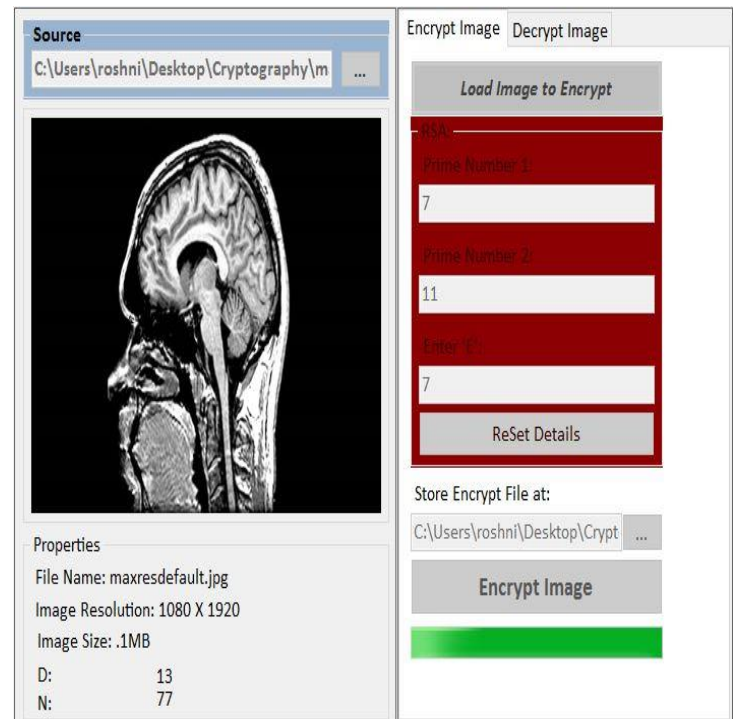 Source
C:\Users\roshni\Desktop\Cryptography\m
...
Properties
File Name: maxresdefault.jpg
Image Resolution: 1080 X 1920
Image Size: .1MB
D: 13
N: 77
Encrypt Image
Decrypt Image
Load Image to Encrypt
RSA:
Prime Number 1:
7
Prime Number 2:
11
Enter 'E':
7
ReSet Details
Store Encrypt File at:
C:\Users\roshni\Desktop\Crypt
...
Encrypt Image